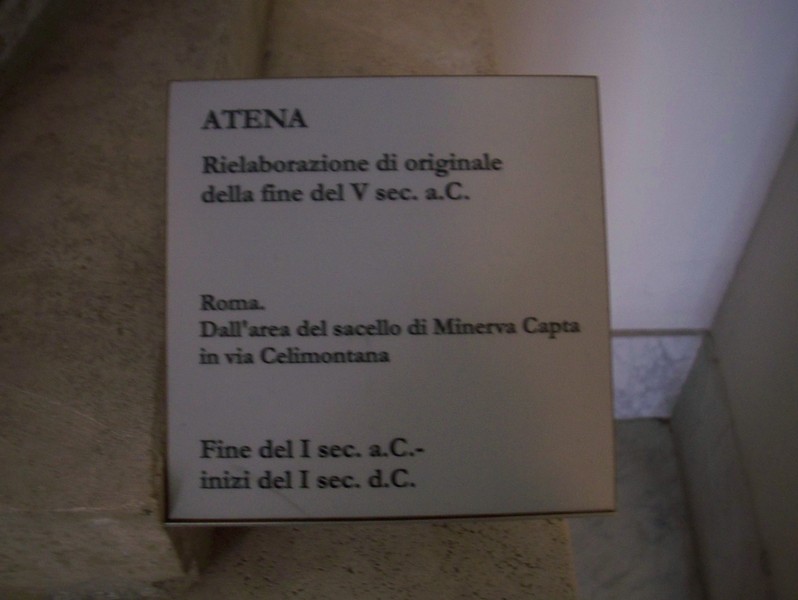 ATENA
Rielaborazione di originale
della fine del V sec. a.C.
Roma.
Dall'area del sacello di Minerva Capta
in via Celimontana
Fine del I sec. a.C.-
inizi del I sec. d.C.